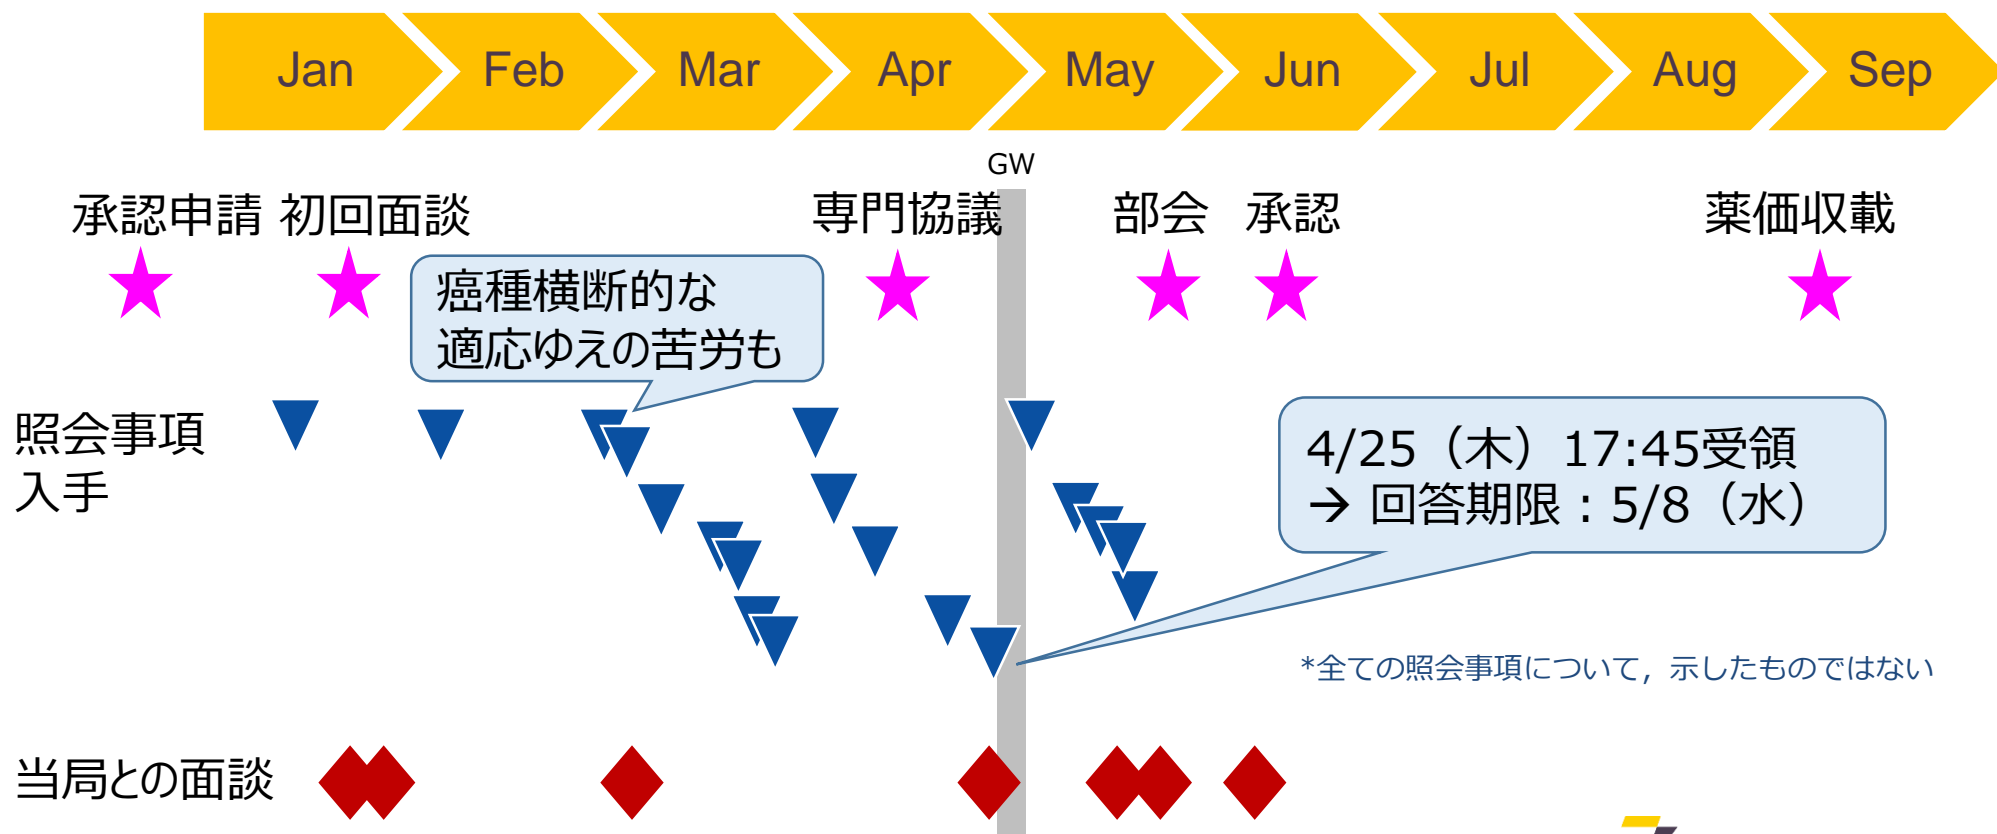 Jan Feb Mar Apr May Jun Jul Aug Sep
GW
承認申請 初回面談 専門協議 部会 承認 薬価収載
癌種横断的な
適応ゆえの苦労も
照会事項
入手
4/25（木）17:45受領
→ 回答期限：5/8（水）
*全ての照会事項について，示したものではない
当局との面談